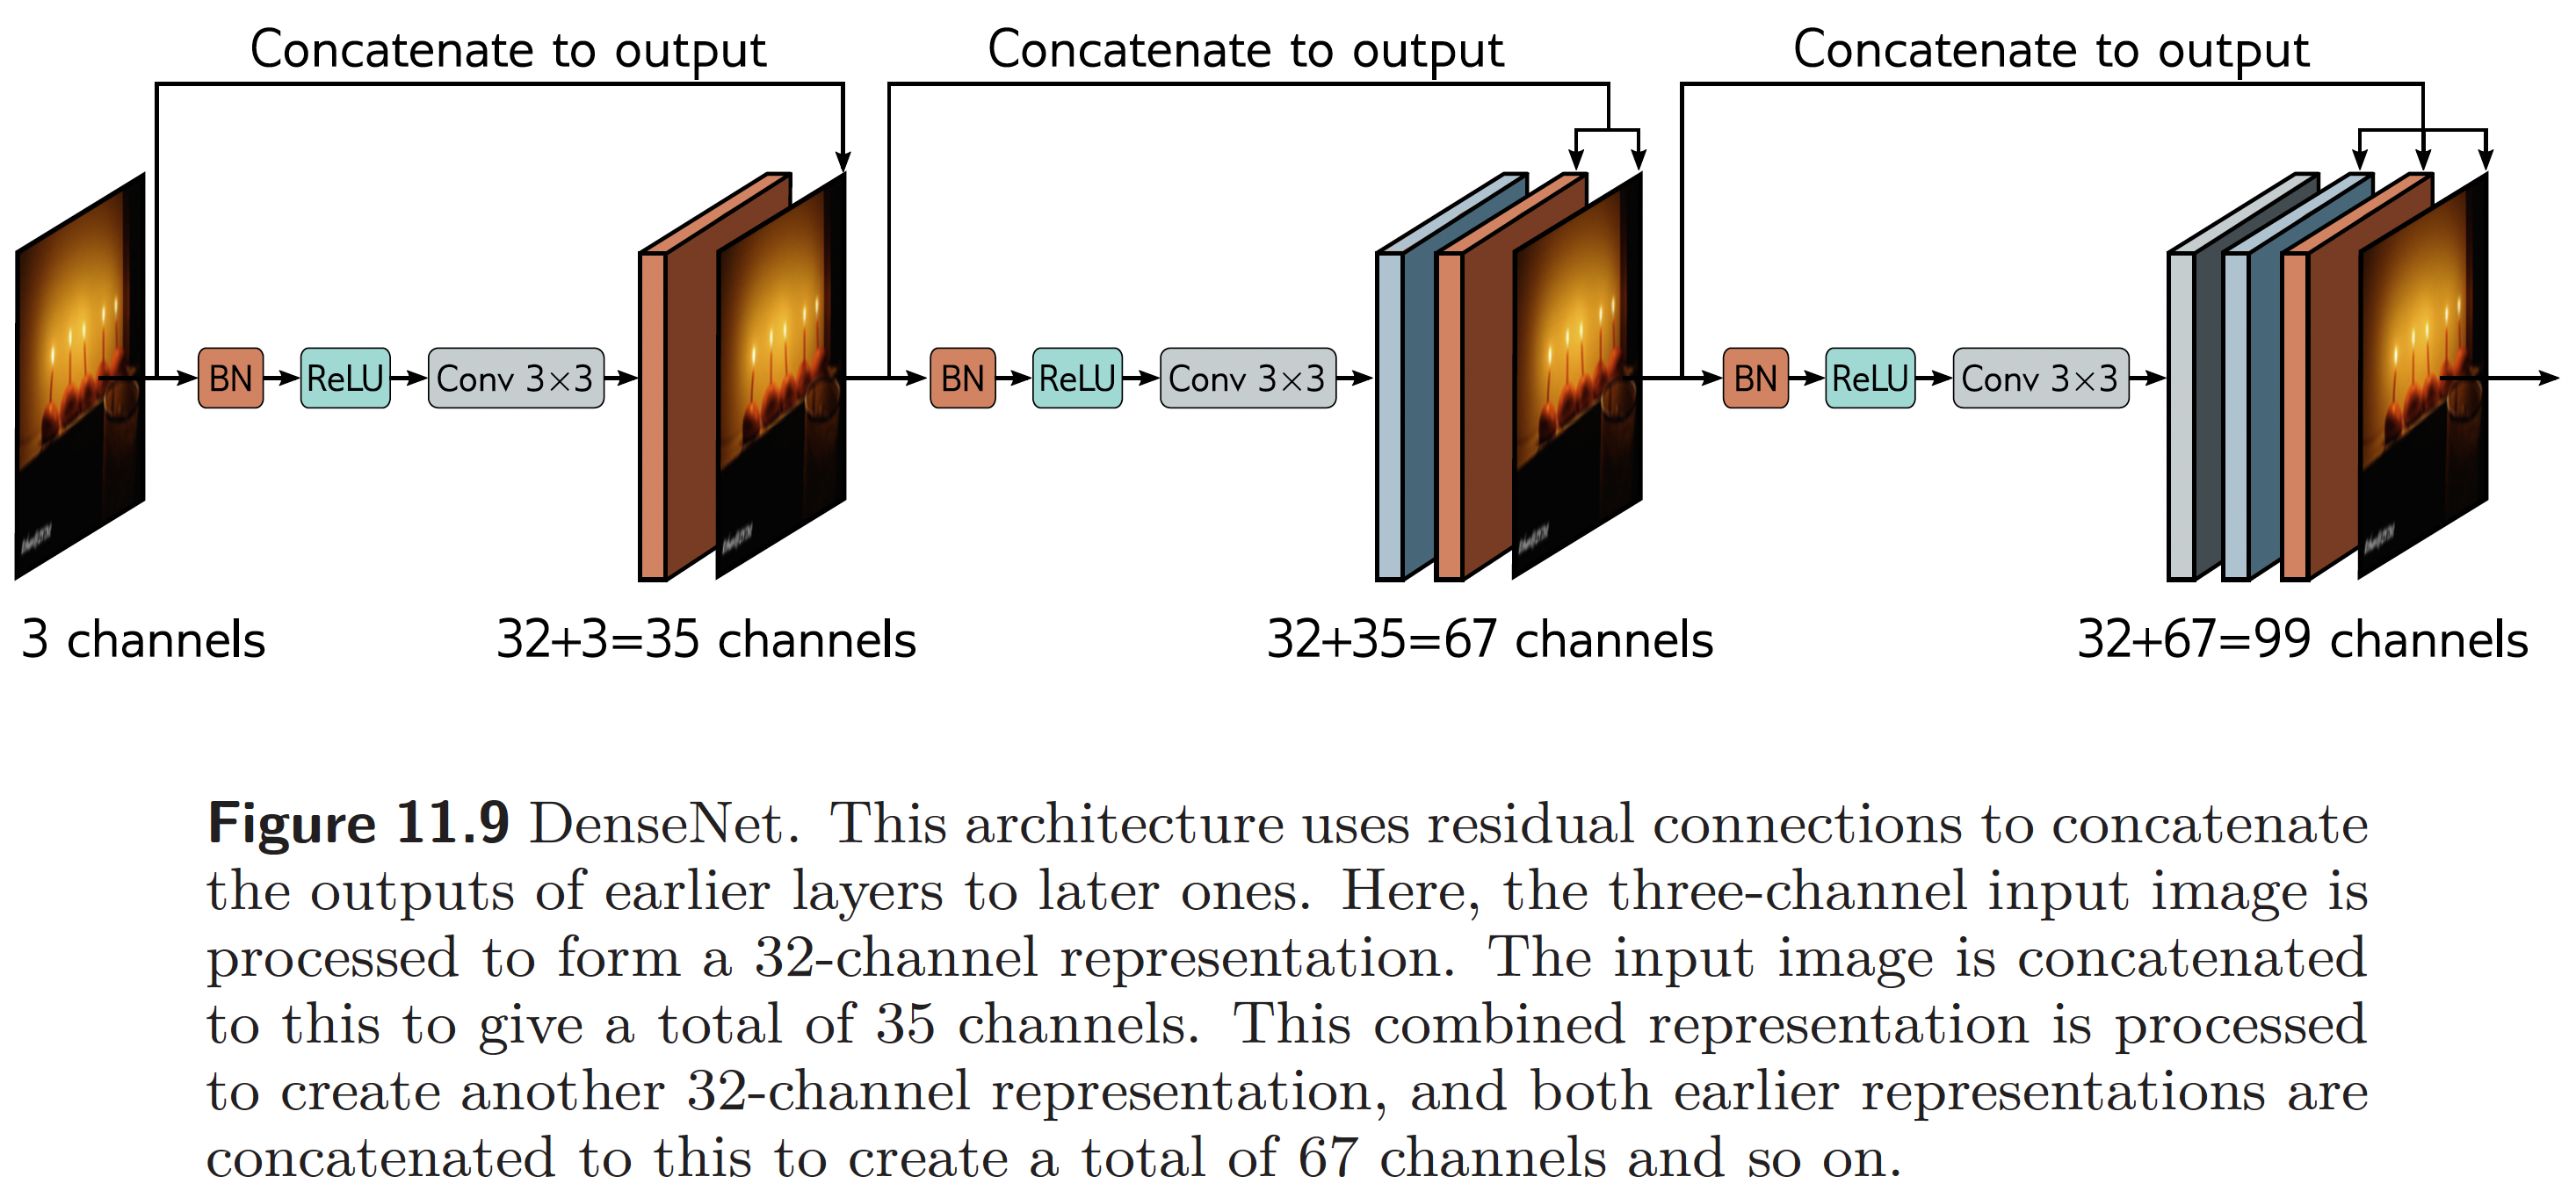 Concatenate to output
Concatenate to output
Concatenate to output
BN
ReLU
Conv 3×3
BN
ReLU
Conv 3×3
BN
ReLU
Conv 3×3
3 channels
32+3=35 channels
32+35=67 channels
32+67=99 channels
Figure 11.9 DenseNet. This architecture uses residual connections to concatenate
the outputs of earlier layers to later ones. Here, the three-channel input image is
processed to form a 32-channel representation. The input image is concatenated
to this to give a total of 35 channels. This combined representation is processed
to create another 32-channel representation, and both earlier representations are
concatenated to this to create a total of 67 channels and so on.